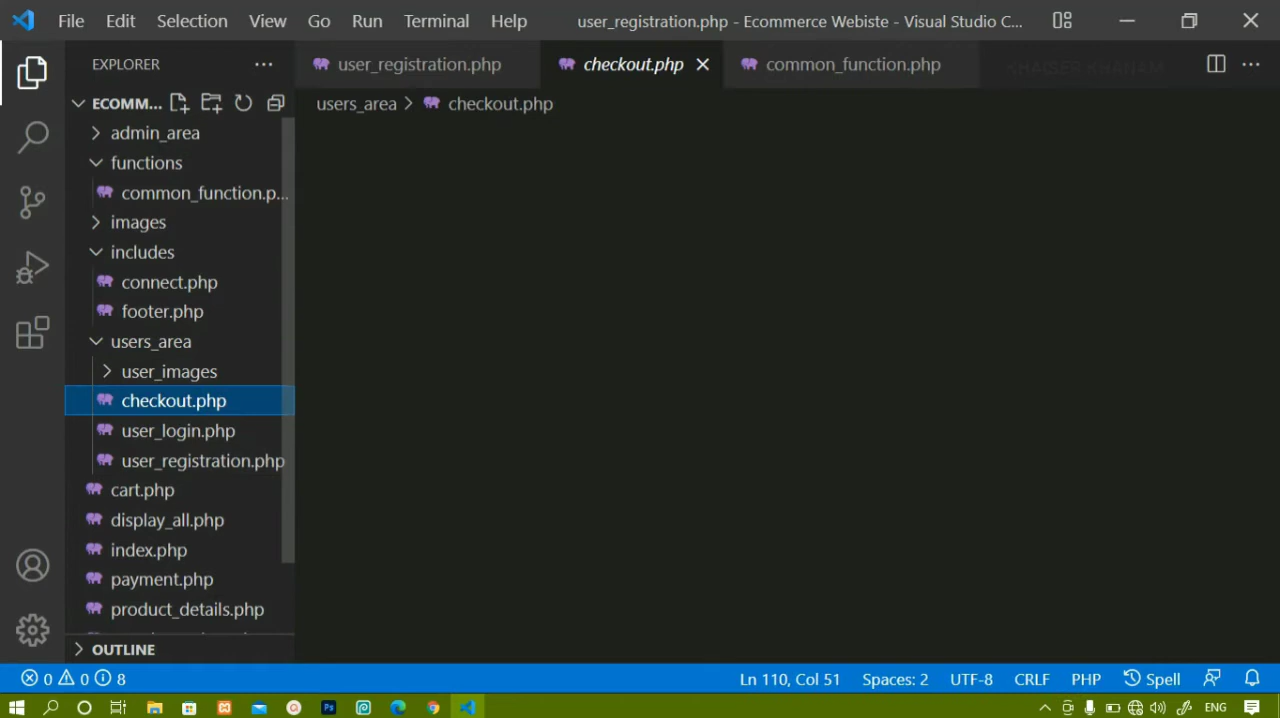 File Edit Selection View Go Run Terminal Help user_registration.php - Ecommerce Webiste - Visual Studio C...
EXPLORER ...
user_registration.php checkout.php common_function.php
KHAISER KHANAM
ECOMM...
users_area > checkout.php
admin_area
functions
common_function.p...
images
includes
connect.php
footer.php
users_area
user_images
checkout.php
user_login.php
user_registration.php
cart.php
display_all.php
index.php
payment.php
product_details.php
OUTLINE
0 0 8 Ln 110, Col 51 Spaces: 2 UTF-8 CRLF PHP Spell
Ps ENG